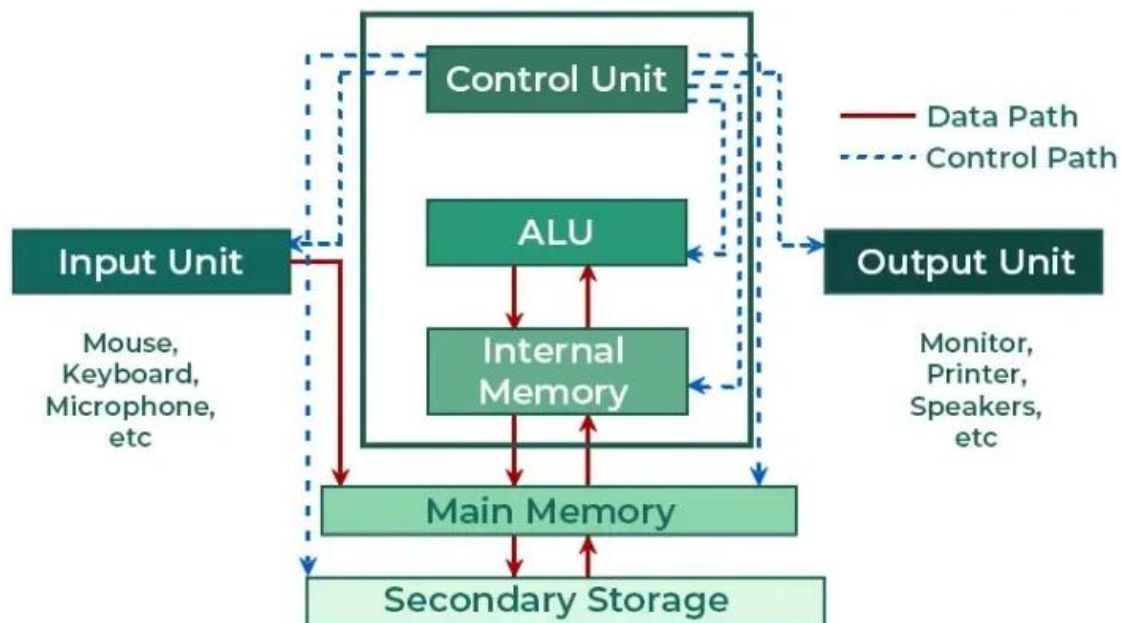 Control Unit
Data Path
Control Path
ALU
Input Unit
Output Unit
Mouse,
Keyboard,
Microphone,
etc
Internal
Memory
Monitor,
Printer,
Speakers,
etc
Main Memory
Secondary Storage